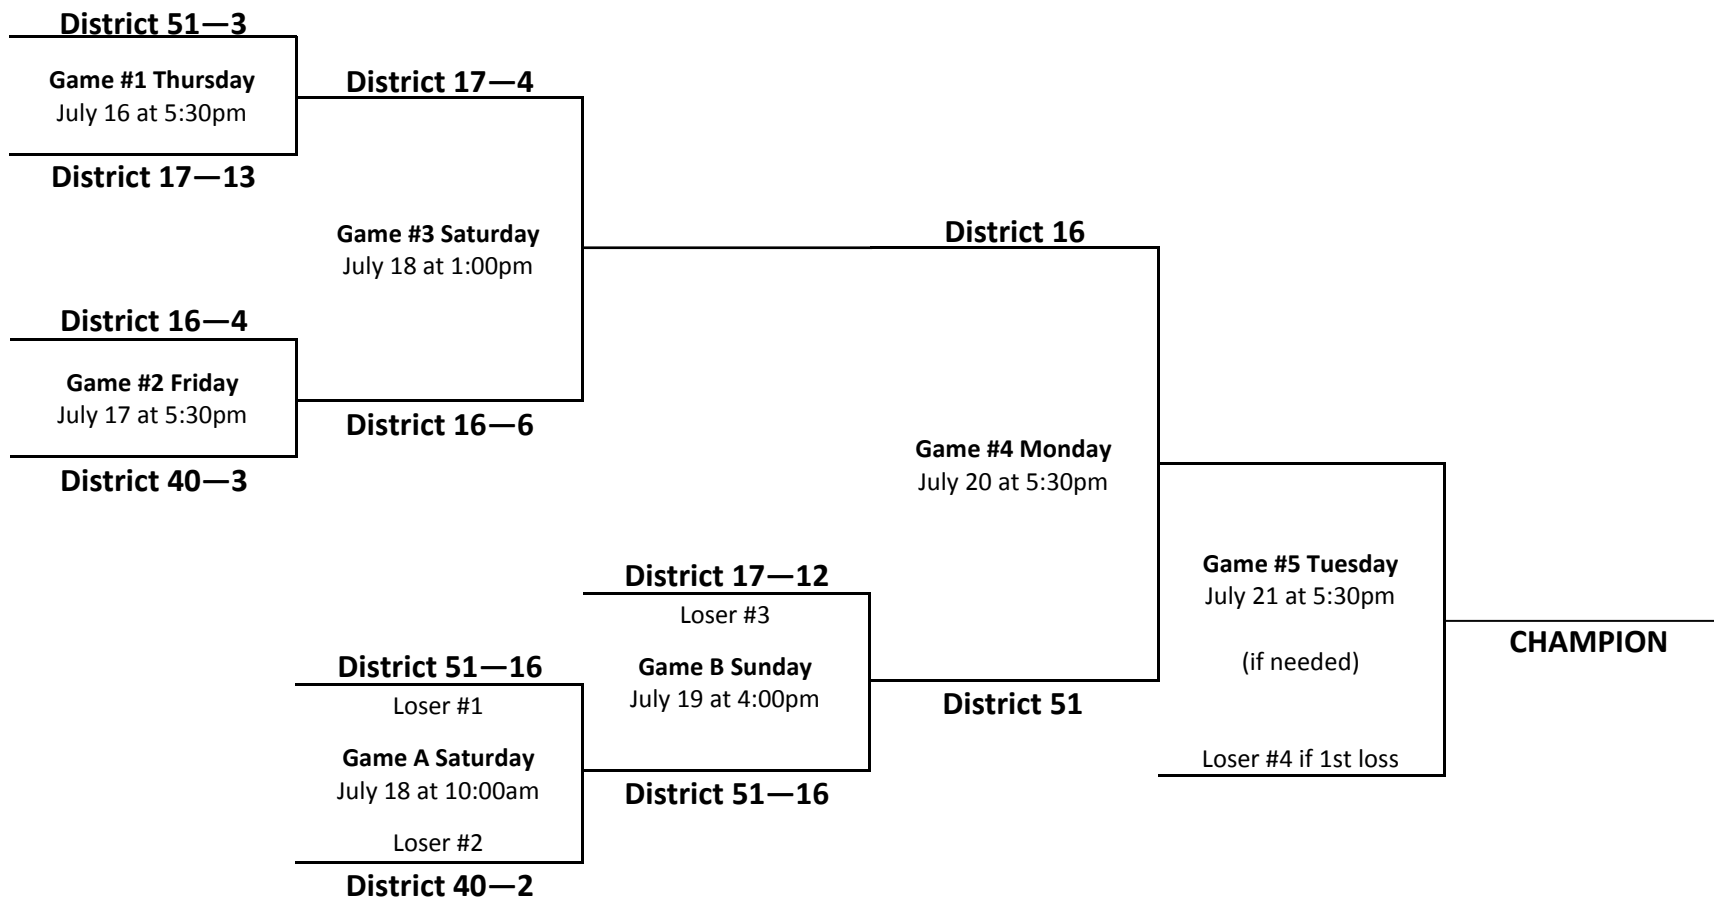 District 51—3
Game #1 Thursday
July 16 at 5:30pm
District 17—13
District 17—4
Game #3 Saturday
July 18 at 1:00pm
District 16—4
Game #2 Friday
July 17 at 5:30pm
District 40—3
District 16—6
District 16
Game #4 Monday
July 20 at 5:30pm
District 17—12
Loser #3
Game B Sunday
July 19 at 4:00pm
District 51—16
Loser #1
Game A Saturday
July 18 at 10:00am
Loser #2
District 40—2
District 51—16
District 51
Game #5 Tuesday
July 21 at 5:30pm
(if needed)
Loser #4 if 1st loss
CHAMPION